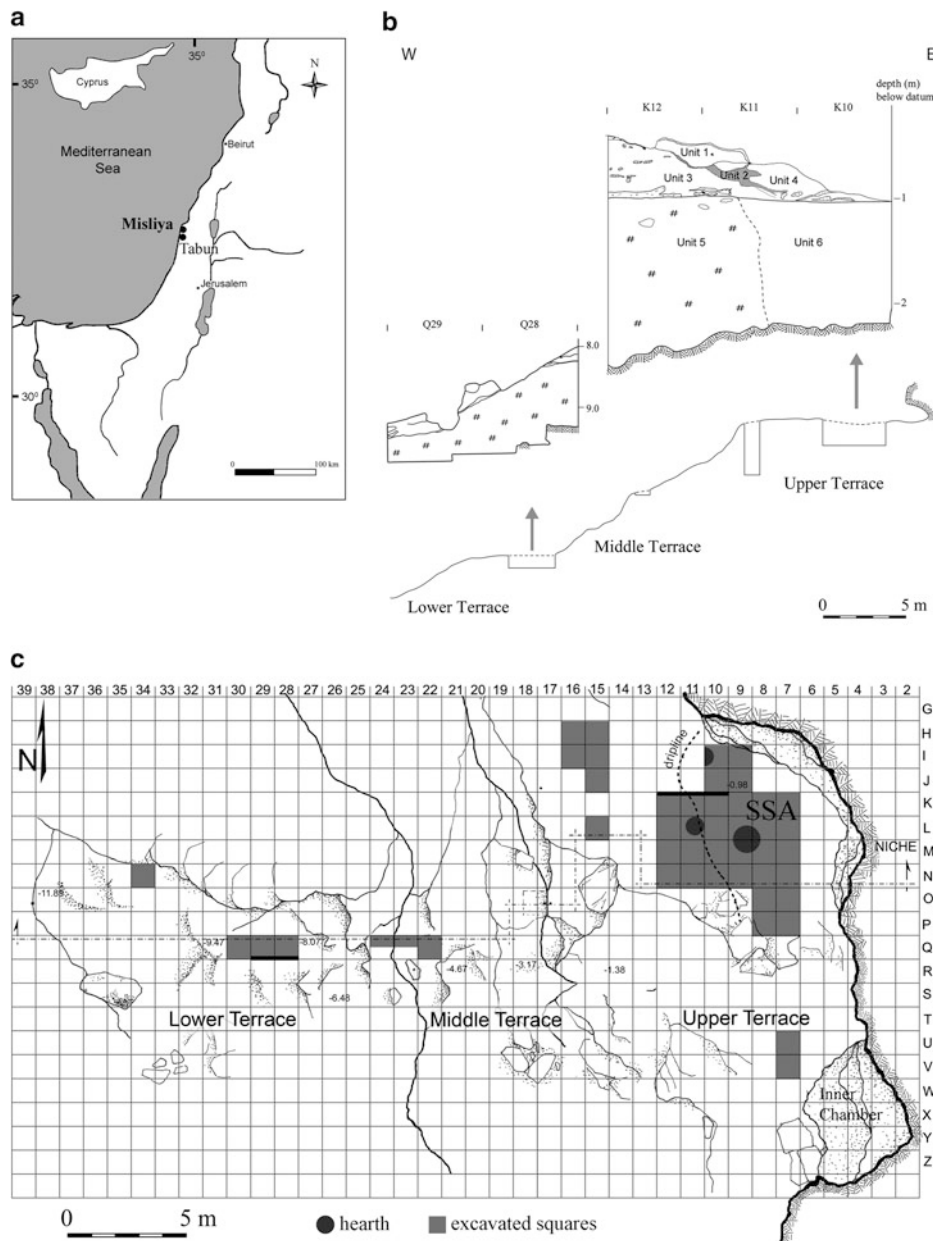 a
35°
35°
Cyprus
N
Mediterranean
Sea
Beirut
Misliya
Tabun
Jerusalem
30°
0 100 km
b
W
E
depth (m)
below datum
K12 K11 K10
Unit 1
Unit 2
Unit 3
Unit 4
1
Unit 5
Unit 6
2
Q29 Q28
8.0
9.0
Upper Terrace
Middle Terrace
Lower Terrace
0 5 m
c
39 38 37 36 35 34 33 32 31 30 29 28 27 26 25 24 23 22 21 20 19 18 17 16 15 14 13 12 11 10 9 8 7 6 5 4 3 2
G
H
I
J
K
L
M
N
O
P
Q
R
S
T
U
V
W
X
Y
Z
N
dripline
-0.98
SSA
NICHE
-9.47
-8.07
-4.67
-3.17
-1.38
-6.48
Lower Terrace
Middle Terrace
Upper Terrace
Inner
Chamber
0 5 m
hearth
excavated squares